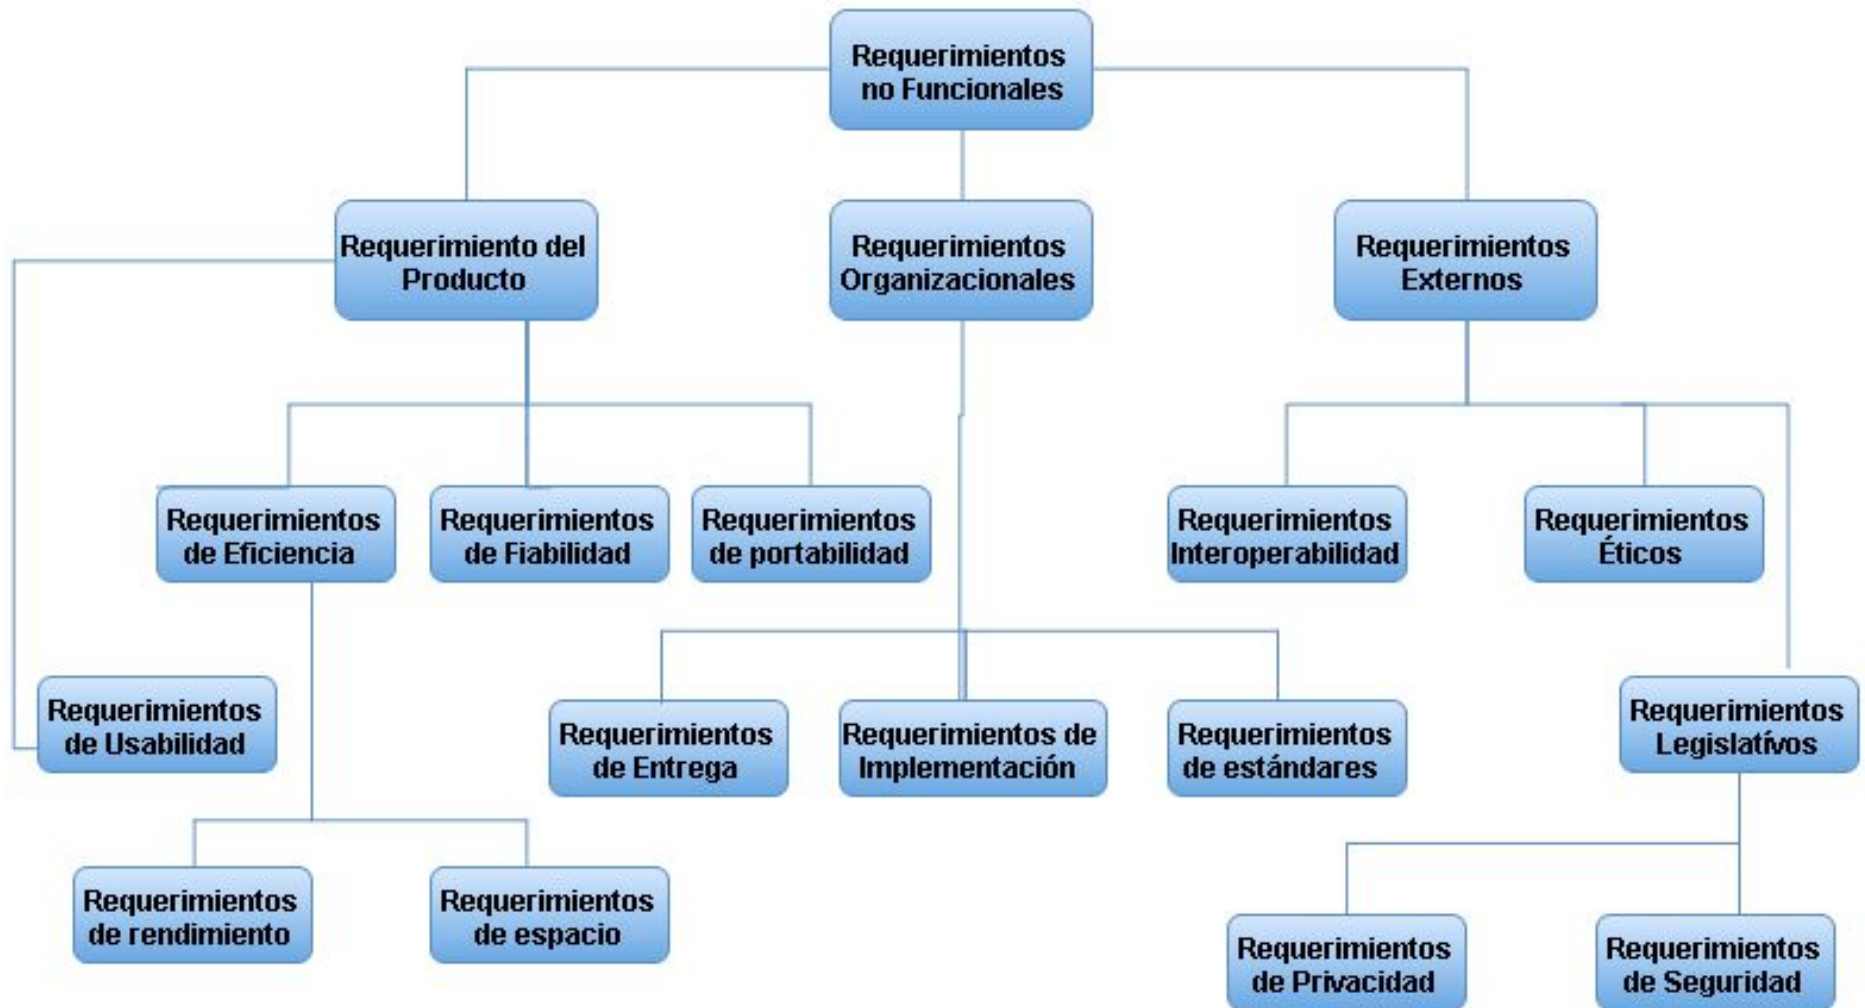 Requerimientos
no Funcionales
Requerimiento del
Producto
Requerimientos
Organizacionales
Requerimientos
Externos
Requerimientos
de Eficiencia
Requerimientos
de Fiabilidad
Requerimientos
de portabilidad
Requerimientos
Interoperabilidad
Requerimientos
Éticos
Requerimientos
de Usabilidad
Requerimientos
de Entrega
Requerimientos de
Implementación
Requerimientos
de estándares
Requerimientos
Legislatívos
Requerimientos
de rendimiento
Requerimientos
de espacio
Requerimientos
de Privacidad
Requerimientos
de Seguridad